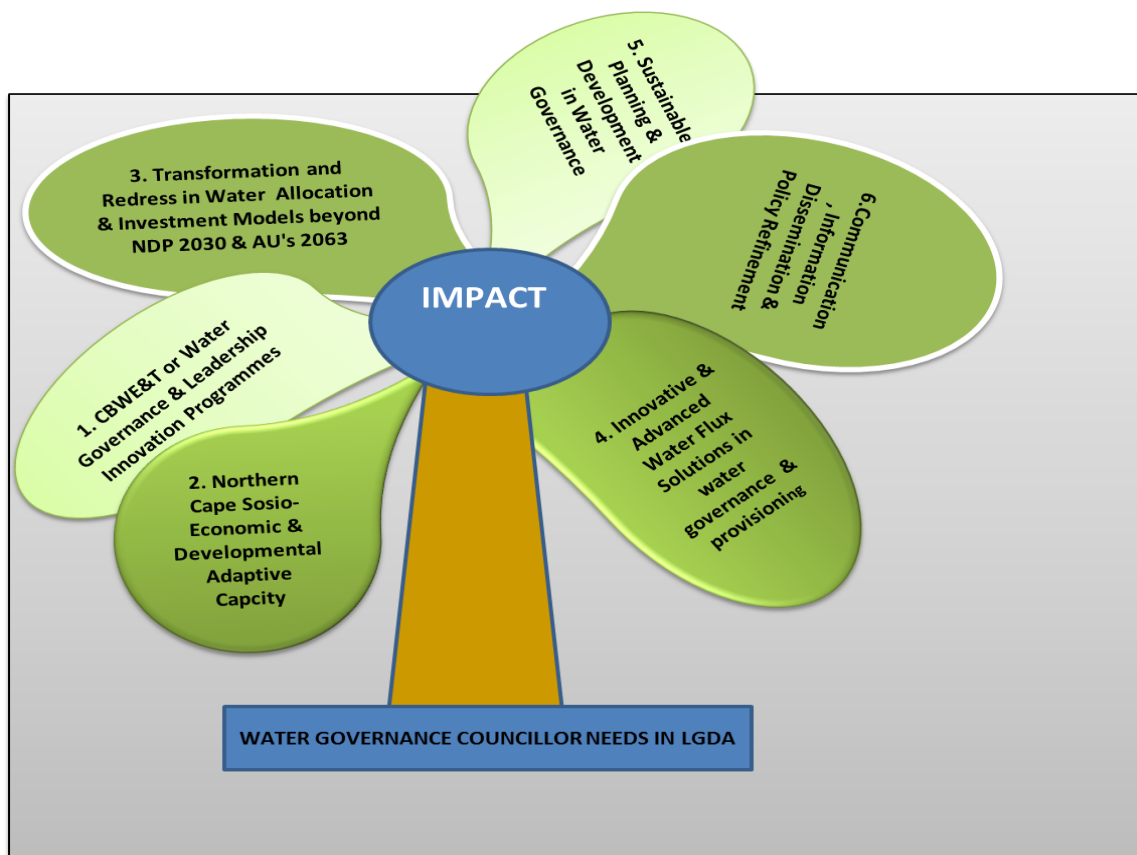 5. Sustainable
Planning &
Development
in Water
Governance
3. Transformation and
Redress in Water Allocation
& Investment Models beyond
NDP 2030 & AU's 2063
6.Communication
, Information
Dissemination &
Policy Refinement
IMPACT
1. CBWE&T or Water
Governance & Leadership
Innovation Programmes
4. Innovative &
Advanced
Water Flux
Solutions in
water
governance &
provisioning
2. Northern
Cape Sosio-
Economic &
Developmental
Adaptive
Capcity
WATER GOVERNANCE COUNCILLOR NEEDS IN LGDA